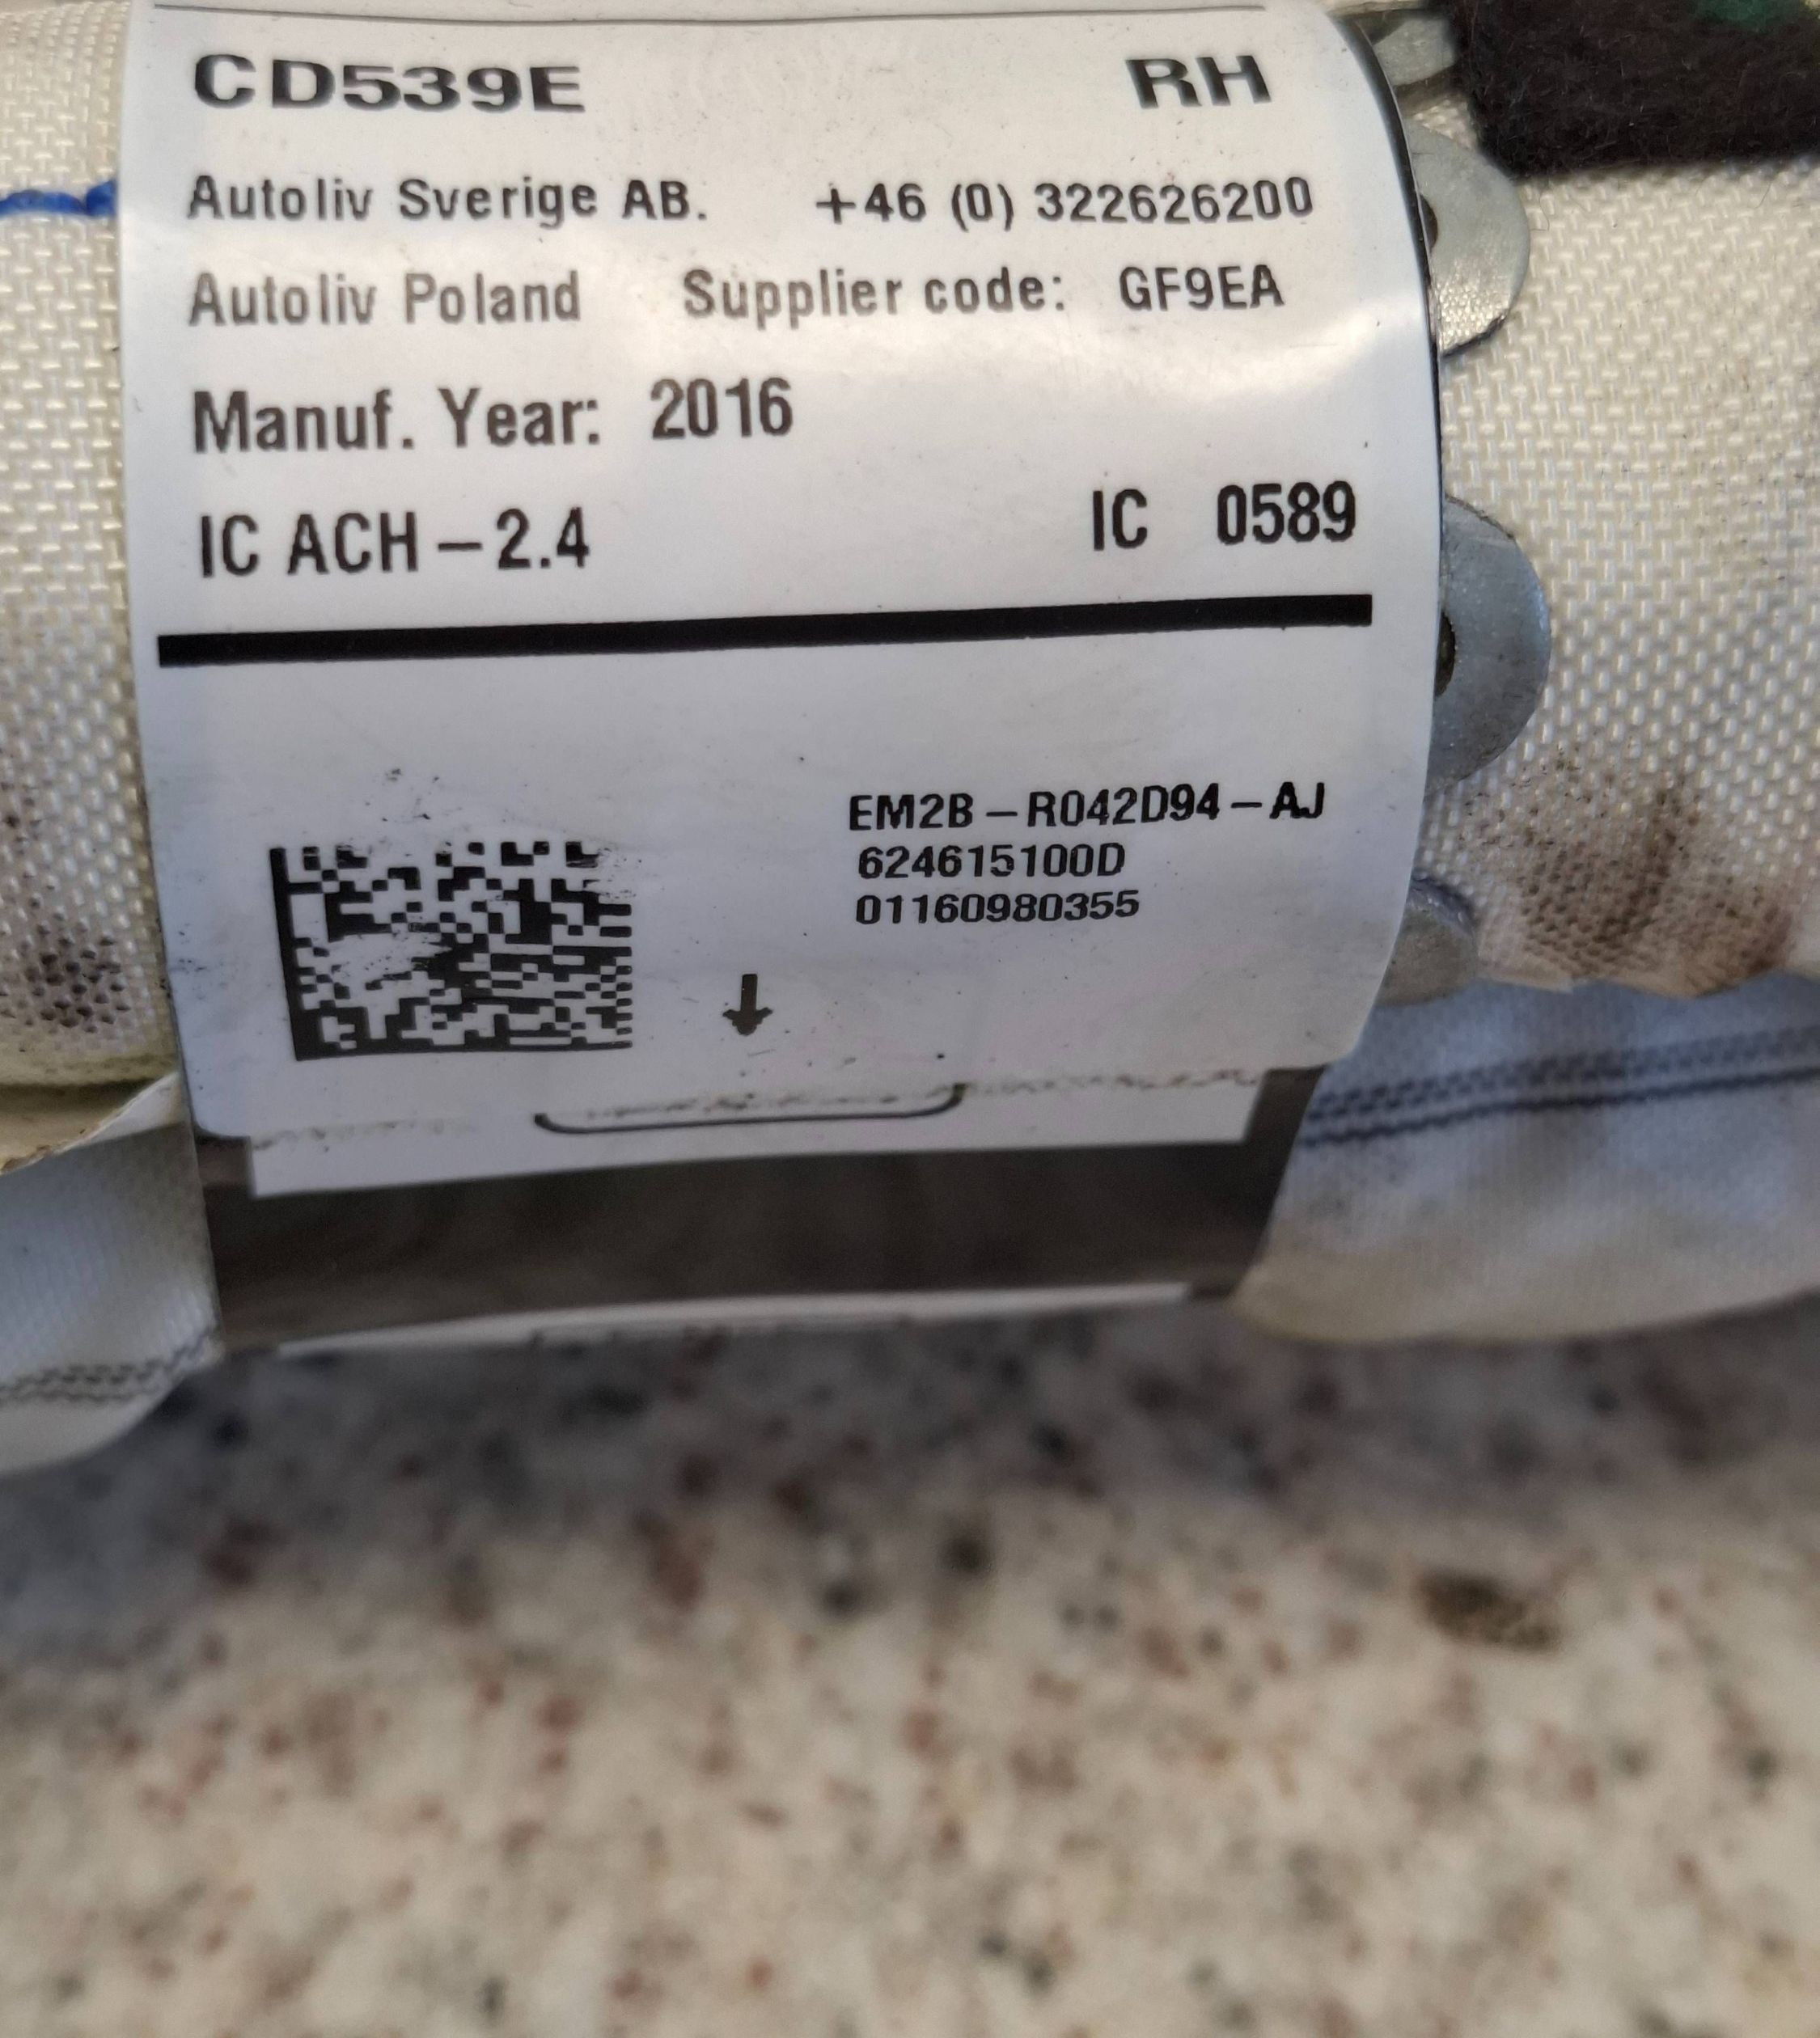 CD539E RH
Autoliv Sverige AB. +46 (0) 322626200
Autoliv Poland Supplier code: GF9EA
Manuf. Year: 2016
IC ACH-2.4 IC 0589
EM2B-R042D94-AJ
624615100D
01160980355